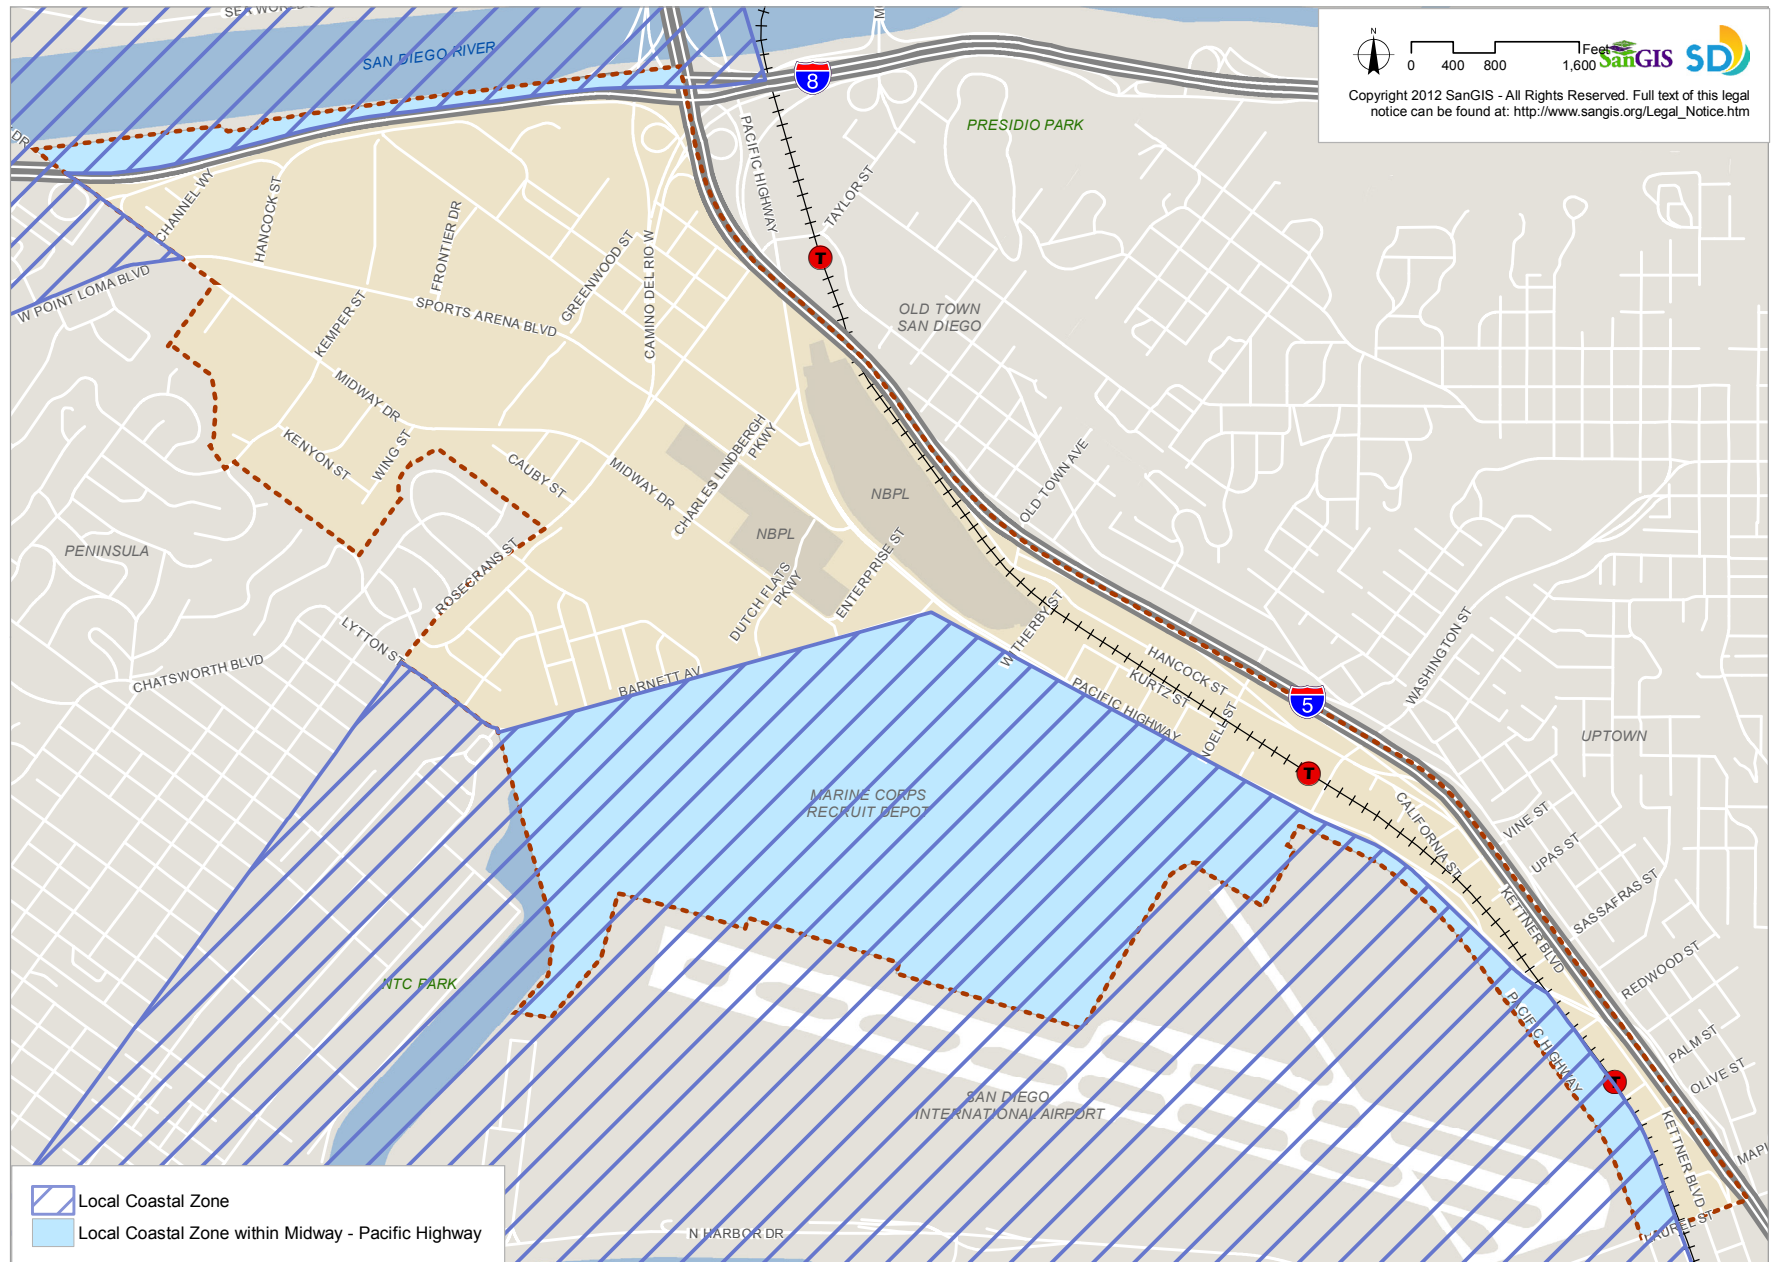 SEA WORLD
SAN DIEGO RIVER
DR
8
N
Feet
0 400 800 1,600
SanGIS
SD
Copyright 2012 SanGIS - All Rights Reserved. Full text of this legal
notice can be found at: http://www.sangis.org/Legal_Notice.htm
PRESIDIO PARK
PACIFIC HIGHWAY
TAYLOR ST
CHANNEL WY
HANCOCK ST
FRONTIER DR
GREENWOOD ST
CAMINO DEL RIO W
T
W POINT LOMA BLVD
KEMPER ST
SPORTS ARENA BLVD
OLD TOWN
SAN DIEGO
MIDWAY DR
KENYON ST
WING ST
CAUBY ST
MIDWAY DR
CHARLES LINDBERGH
PKWY
NBPL
OLD TOWN AVE
NBPL
PENINSULA
ROSECRANS ST
DUTCH FLATS
PKWY
ENTERPRISE ST
LYTTON ST
CHATSWORTH BLVD
BARNETT AV
WITHERBY ST
HANCOCK ST
KURTZ ST
PACIFIC HIGHWAY
NOELL ST
5
WASHINGTON ST
UPTOWN
T
MARINE CORPS
RECRUIT DEPOT
CALIFORNIA ST
VINE ST
UPAS ST
SASSAFRAS ST
KETTNER BLVD
REDWOOD ST
NTC PARK
PACIFIC HIGHWAY
PALM ST
OLIVE ST
T
SAN DIEGO
INTERNATIONAL AIRPORT
KETTNER BLVD
MAPL
LAUREL ST
N HARBOR DR
Local Coastal Zone
Local Coastal Zone within Midway - Pacific Highway